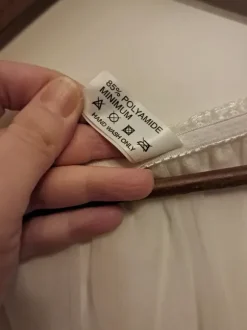 85% POLYAMIDE
MINIMUM
HAND WASH ONLY